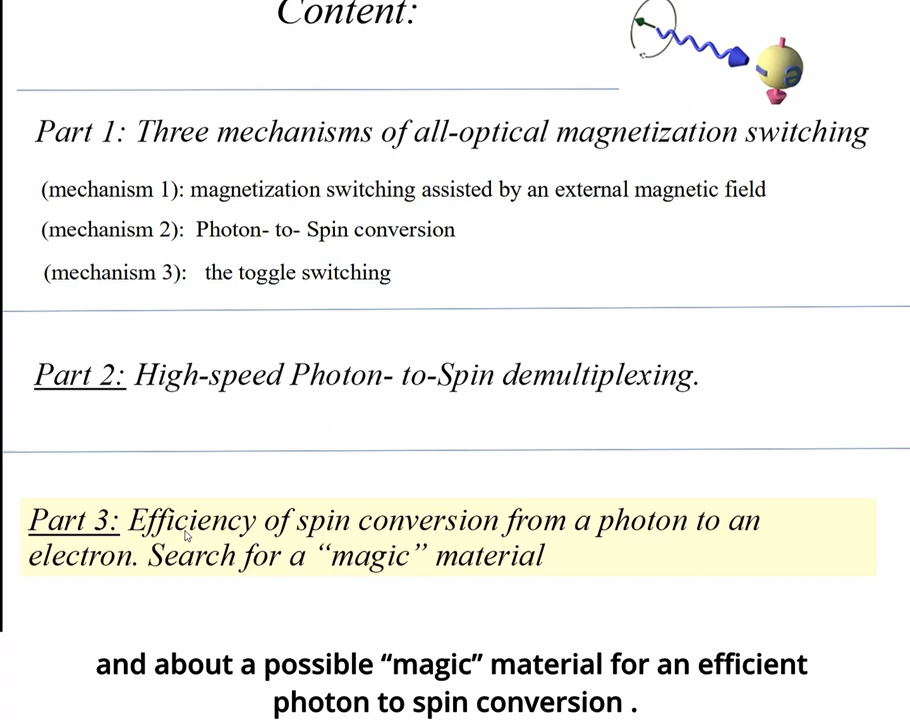 Content:
Part 1: Three mechanisms of all-optical magnetization switching
(mechanism 1): magnetization switching assisted by an external magnetic field
(mechanism 2):  Photon- to- Spin conversion
(mechanism 3):   the toggle switching
Part 2: High-speed Photon- to-Spin demultiplexing.
Part 3: Efficiency of spin conversion from a photon to an
electron. Search for a “magic” material
and about a possible “magic” material for an efficient
photon to spin conversion .